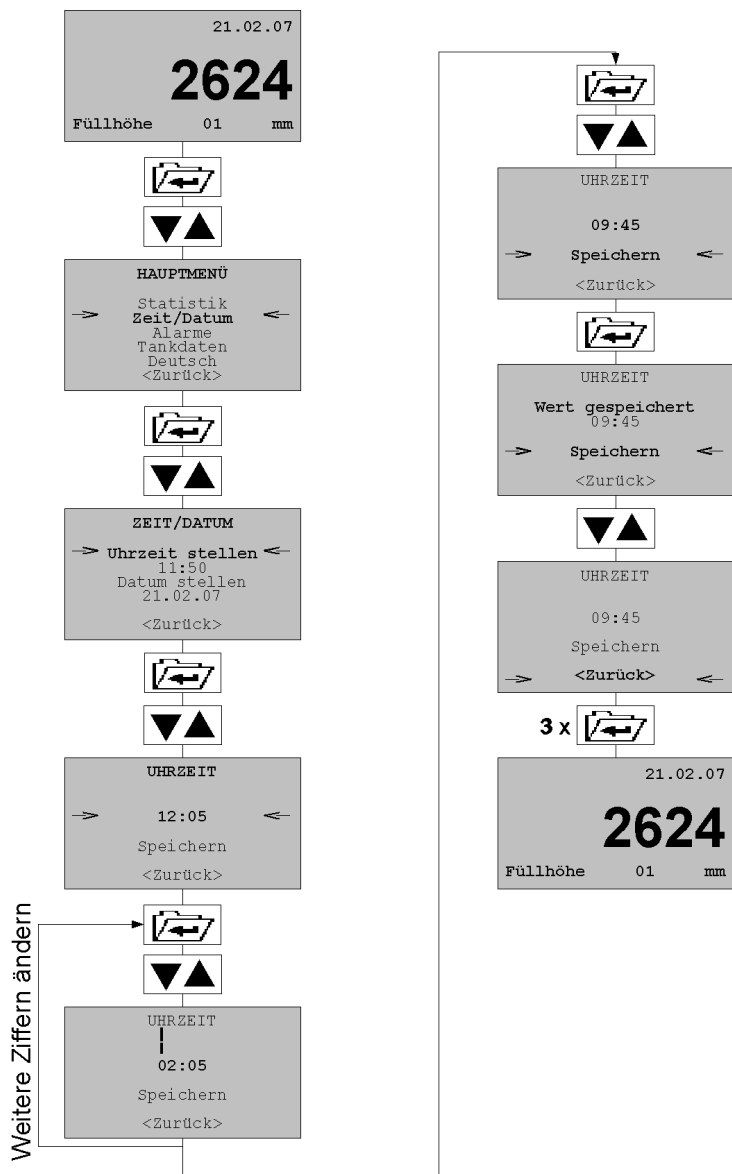 21.02.07
2624
Füllhöhe 01 mm
HAUPTMENÜ
Statistik
Zeit/Datum
Alarme
Tankdaten
Deutsch
<Zurück>
ZEIT/DATUM
Uhrzeit stellen
11:50
Datum stellen
21.02.07
<Zurück>
UHRZEIT
12:05
Speichern
<Zurück>
Weitere Ziffern ändern
UHRZEIT
02:05
Speichern
<Zurück>
UHRZEIT
09:45
Speichern
<Zurück>
UHRZEIT
Wert gespeichert
09:45
Speichern
<Zurück>
UHRZEIT
09:45
Speichern
<Zurück>
3 x
21.02.07
2624
Füllhöhe 01 mm